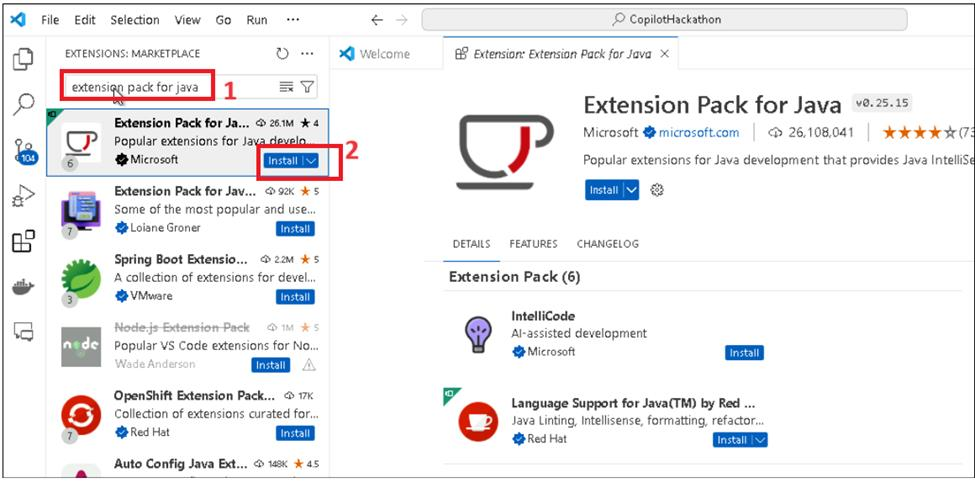 File Edit Selection View Go Run ···
CopilotHackathon
EXTENSIONS: MARKETPLACE
Welcome
Extension: Extension Pack for Java
extension pack for java
1
Extension Pack for Ja... 26.1M ★ 4
Popular extensions for Java develo...
Microsoft
Install
6
2
Extension Pack for Jav... 92K ★ 5
Some of the most popular and use...
Loiane Groner
Install
7
Spring Boot Extensio... 2.2M ★ 5
A collection of extensions for devel...
VMware
Install
3
Node.js Extension Pack 1M ★ 5
Popular VS Code extensions for No...
Wade Anderson
Install
node
OpenShift Extension Pack... 17K
Collection of extensions curated for...
Red Hat
Install
7
Auto Config Java Ext... 148K ★ 4.5
104
Extension Pack for Java v0.25.15
Microsoft microsoft.com 26,108,041
Popular extensions for Java development that provides Java IntelliSe
Install
DETAILS FEATURES CHANGELOG
Extension Pack (6)
IntelliCode
AI-assisted development
Microsoft
Install
Language Support for Java(TM) by Red ...
Java Linting, Intellisense, formatting, refactor...
Red Hat
Install